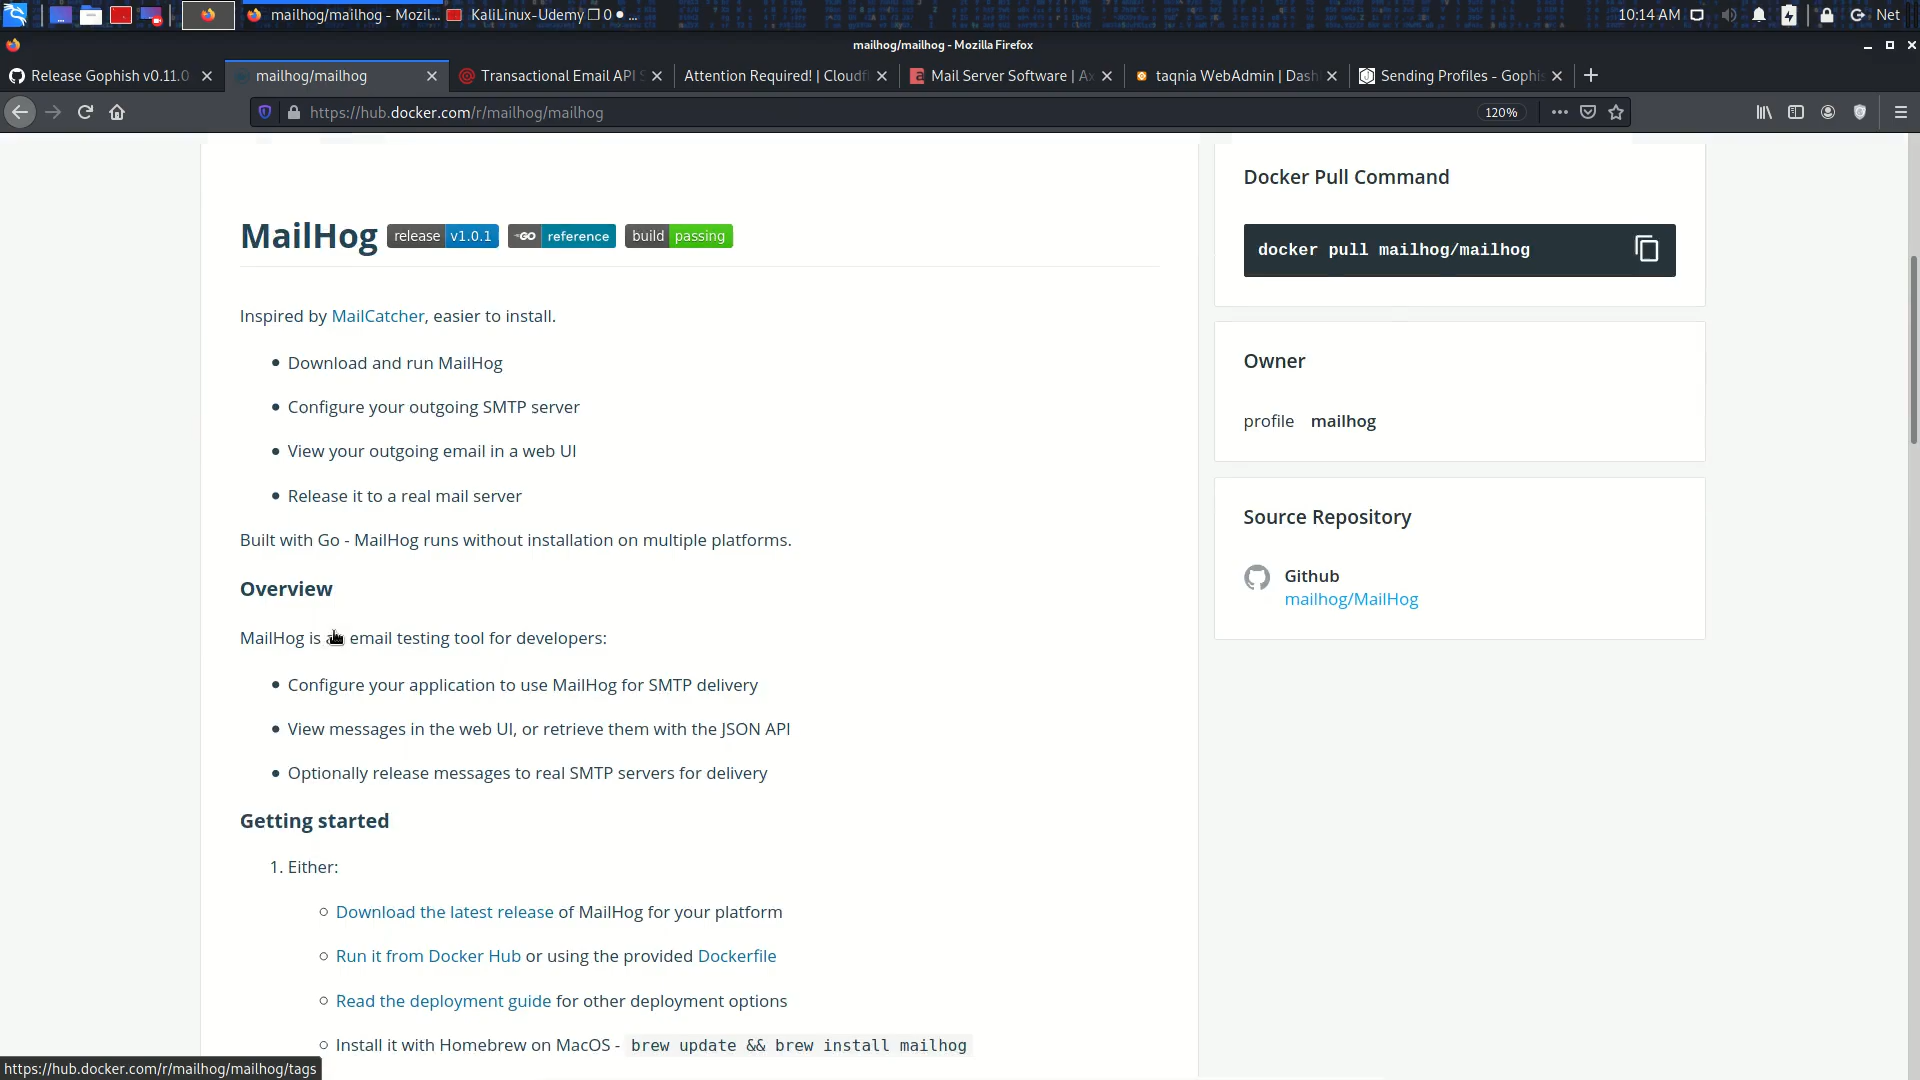 mailhog/mailhog - Mozil...
KaliLinux-Udemy ❐ 0 ● ...
10:14 AM
Net
mailhog/mailhog - Mozilla Firefox
Release Gophish v0.11.0
mailhog/mailhog
Transactional Email API S
Attention Required! | Cloudf
Mail Server Software | Ax
taqnia WebAdmin | Dash
Sending Profiles - Gophis
https://hub.docker.com/r/mailhog/mailhog
120%
MailHog
release v1.0.1
GO reference
build passing
Inspired by MailCatcher, easier to install.
• Download and run MailHog
• Configure your outgoing SMTP server
• View your outgoing email in a web UI
• Release it to a real mail server
Built with Go - MailHog runs without installation on multiple platforms.
Overview
MailHog is email testing tool for developers:
• Configure your application to use MailHog for SMTP delivery
• View messages in the web UI, or retrieve them with the JSON API
• Optionally release messages to real SMTP servers for delivery
Getting started
1. Either:
○ Download the latest release of MailHog for your platform
○ Run it from Docker Hub or using the provided Dockerfile
○ Read the deployment guide for other deployment options
○ Install it with Homebrew on MacOS - brew update && brew install mailhog
Docker Pull Command
docker pull mailhog/mailhog
Owner
profile mailhog
Source Repository
Github
mailhog/MailHog
https://hub.docker.com/r/mailhog/mailhog/tags